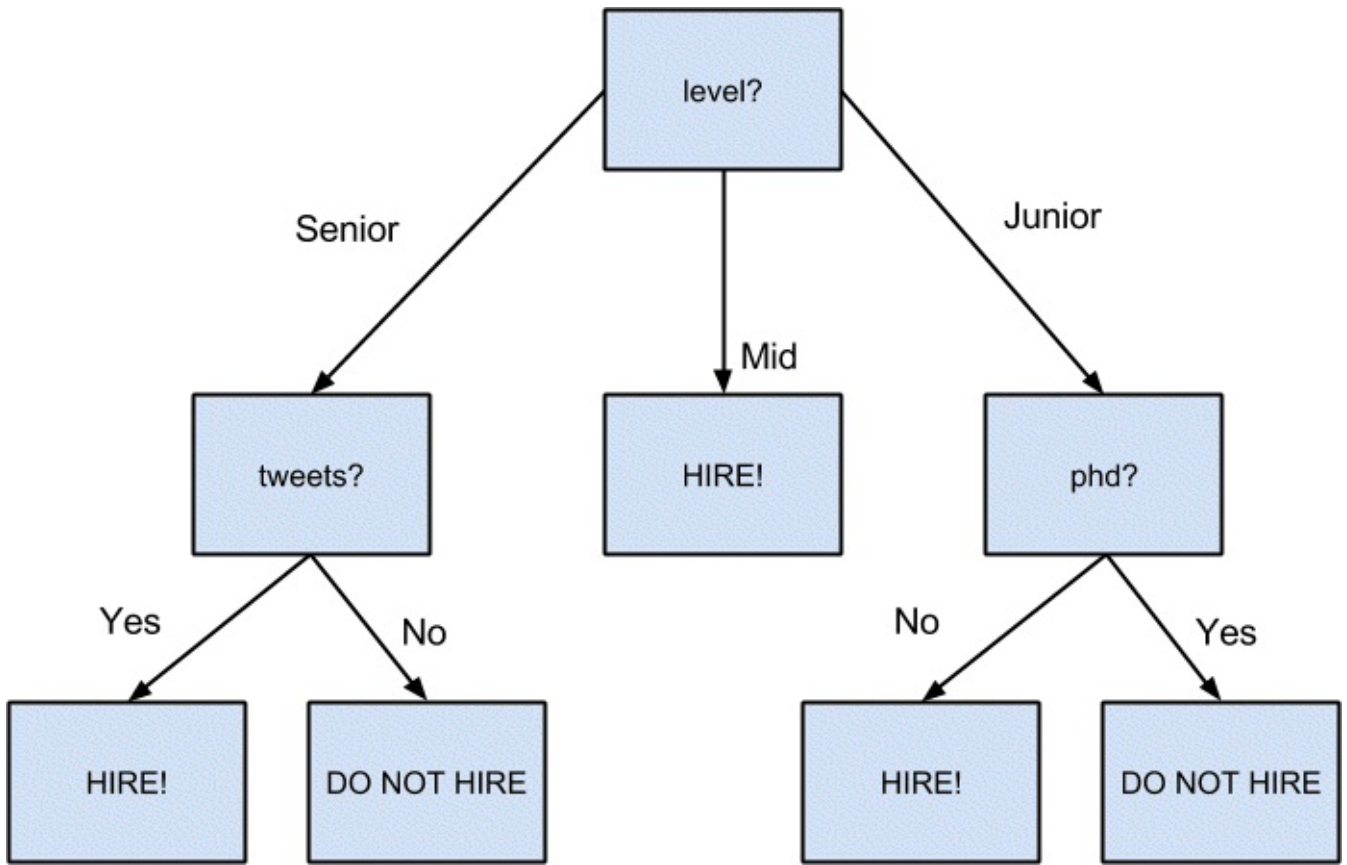 level?
Senior
Junior
Mid
tweets?
HIRE!
phd?
Yes
No
No
Yes
HIRE!
DO NOT HIRE
HIRE!
DO NOT HIRE